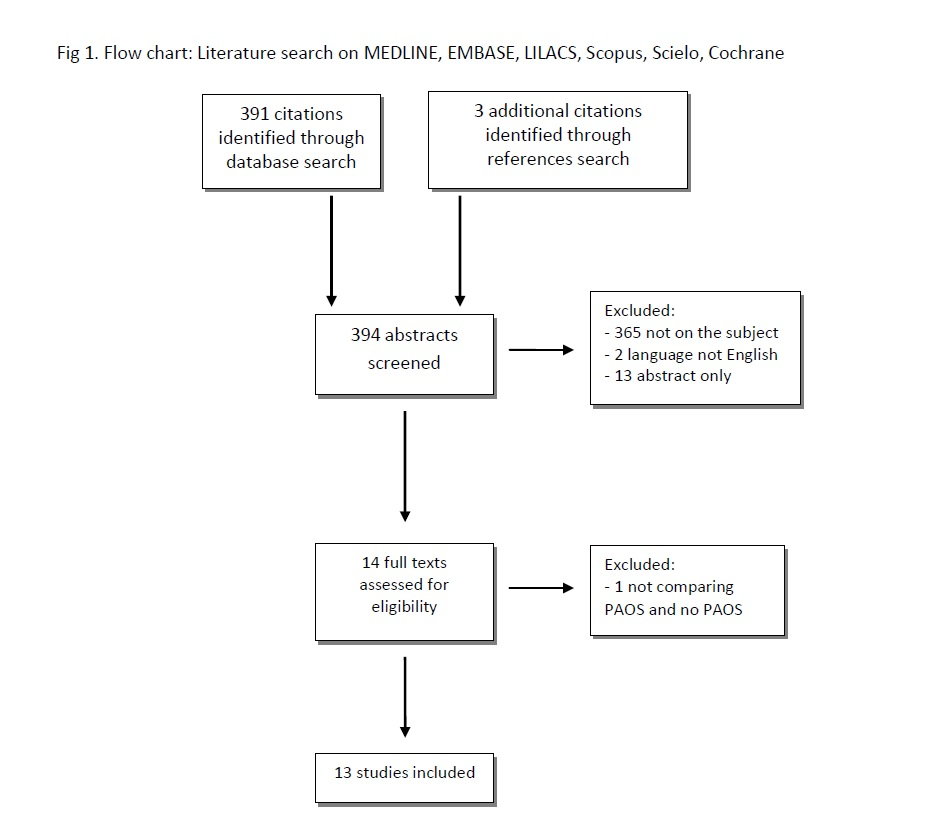 Fig 1. Flow chart: Literature search on MEDLINE, EMBASE, LILACS, Scopus, Scielo, Cochrane
391 citations
identified through
database search
3 additional citations
identified through
references search
394 abstracts
screened
Excluded:
- 365 not on the subject
- 2 language not English
- 13 abstract only
14 full texts
assessed for
eligibility
Excluded:
- 1 not comparing
PAOS and no PAOS
13 studies included